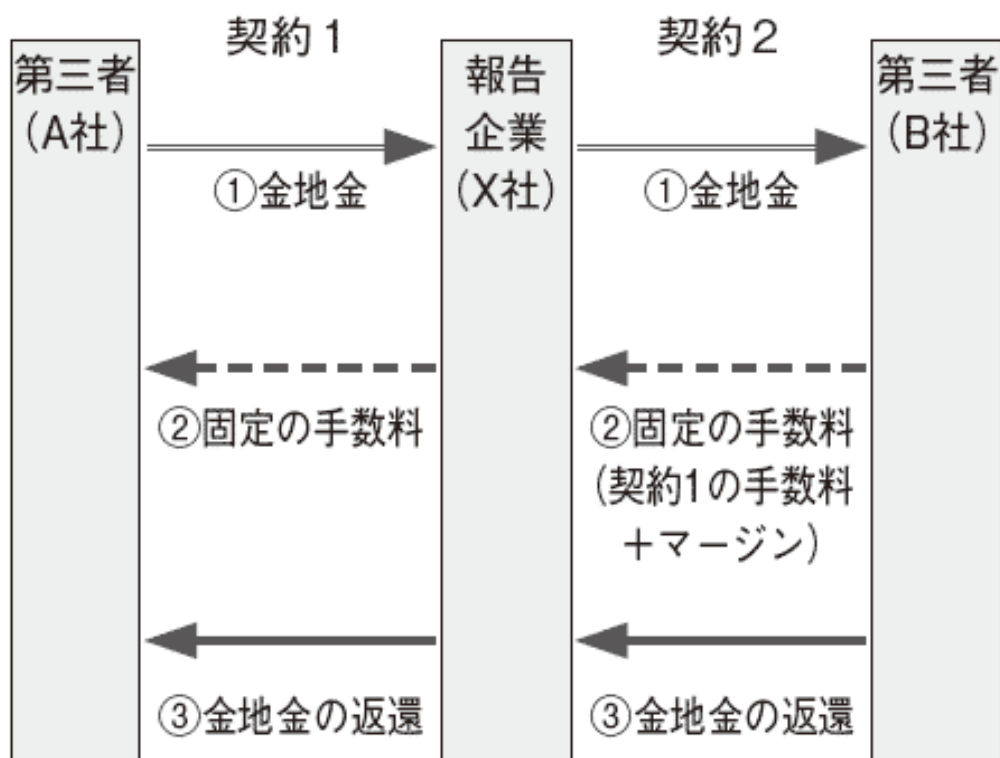 契約1
契約2
第三者
(A社)
報告
企業
(X社)
第三者
(B社)
①金地金
①金地金
②固定の手数料
②固定の手数料
(契約1の手数料
+マージン)
③金地金の返還
③金地金の返還